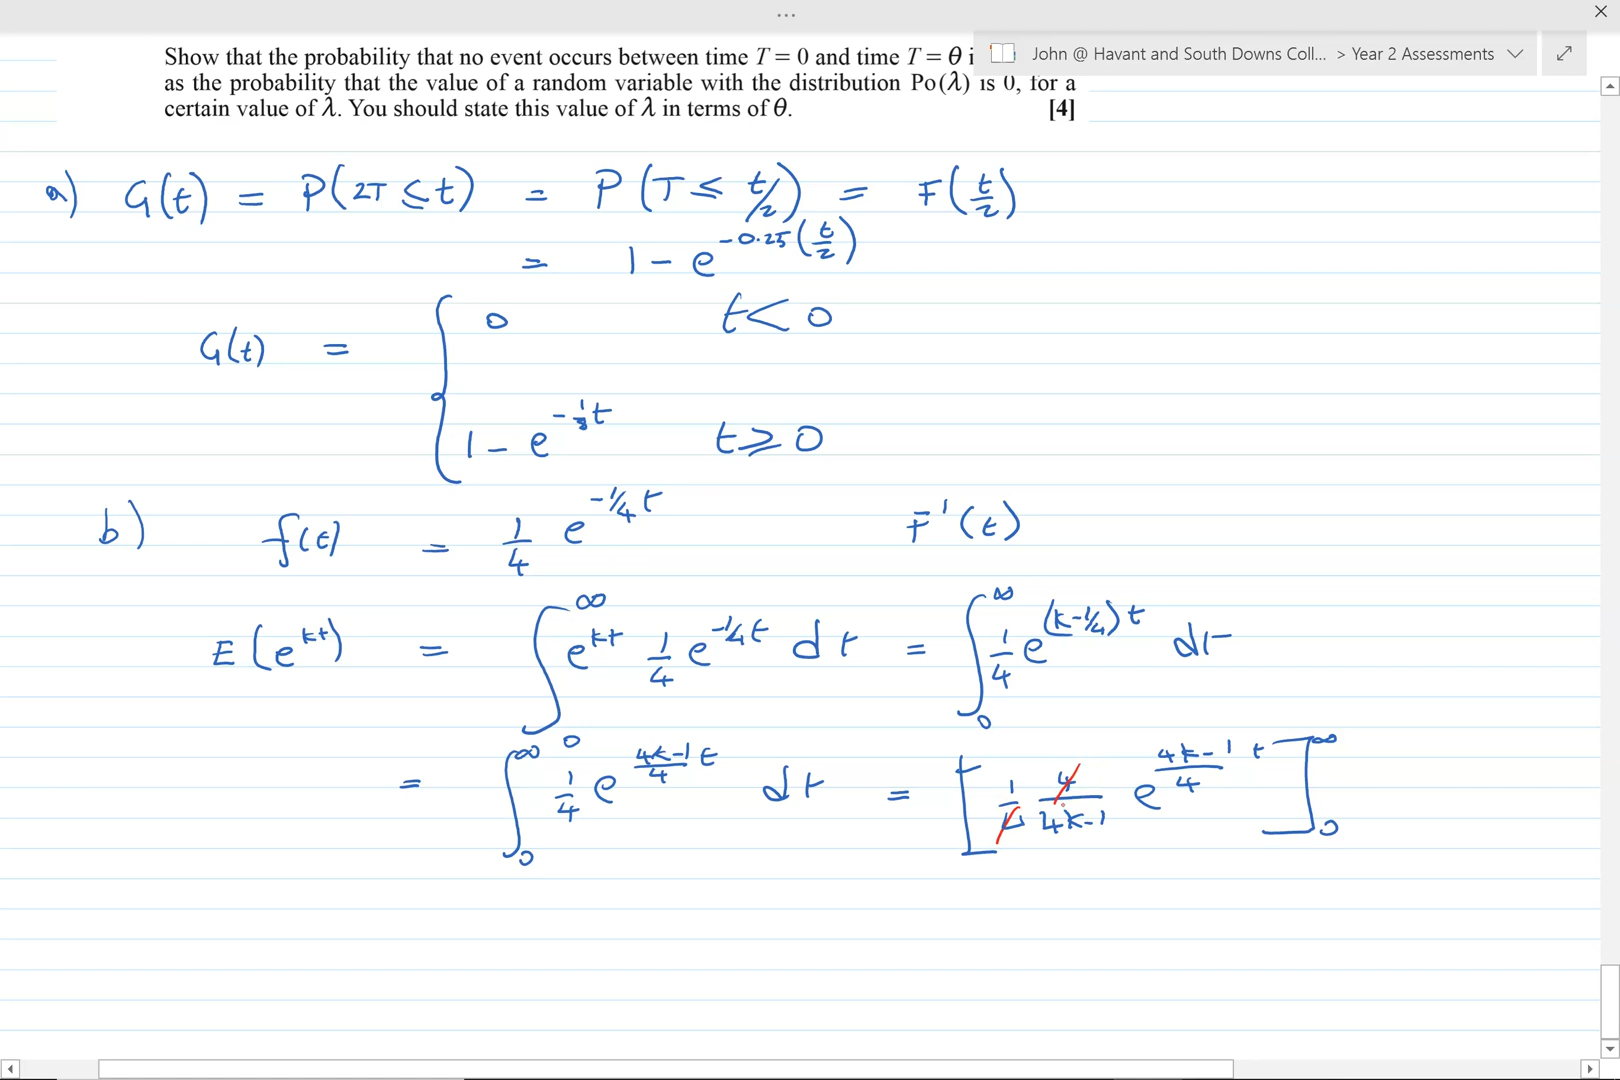 Show that the probability that no event occurs between time T = 0 and time T = θ i
John @ Havant and South Downs Coll... > Year 2 Assessments
as the probability that the value of a random variable with the distribution Po(λ) is 0, for a
certain value of λ. You should state this value of λ in terms of θ. [4]
a) G(t) = P(2T ≤ t) = P(T ≤ t/2) = F(t/2)
= 1 - e^{-0.25(t/2)}
G(t) = { 0 t < 0
1 - e^{-1/8 t} t ≥ 0
b) f(t) = 1/4 e^{-1/4 t} F'(t)
E(e^{kt}) = ∫_0^∞ e^{kt} 1/4 e^{-1/4 t} dt = ∫_0^∞ 1/4 e^{(k-1/4)t} dt
= ∫_0^∞ 1/4 e^{(4k-1)/4 t} dt = [1/4 4/(4k-1) e^{(4k-1)/4 t}]_0^∞